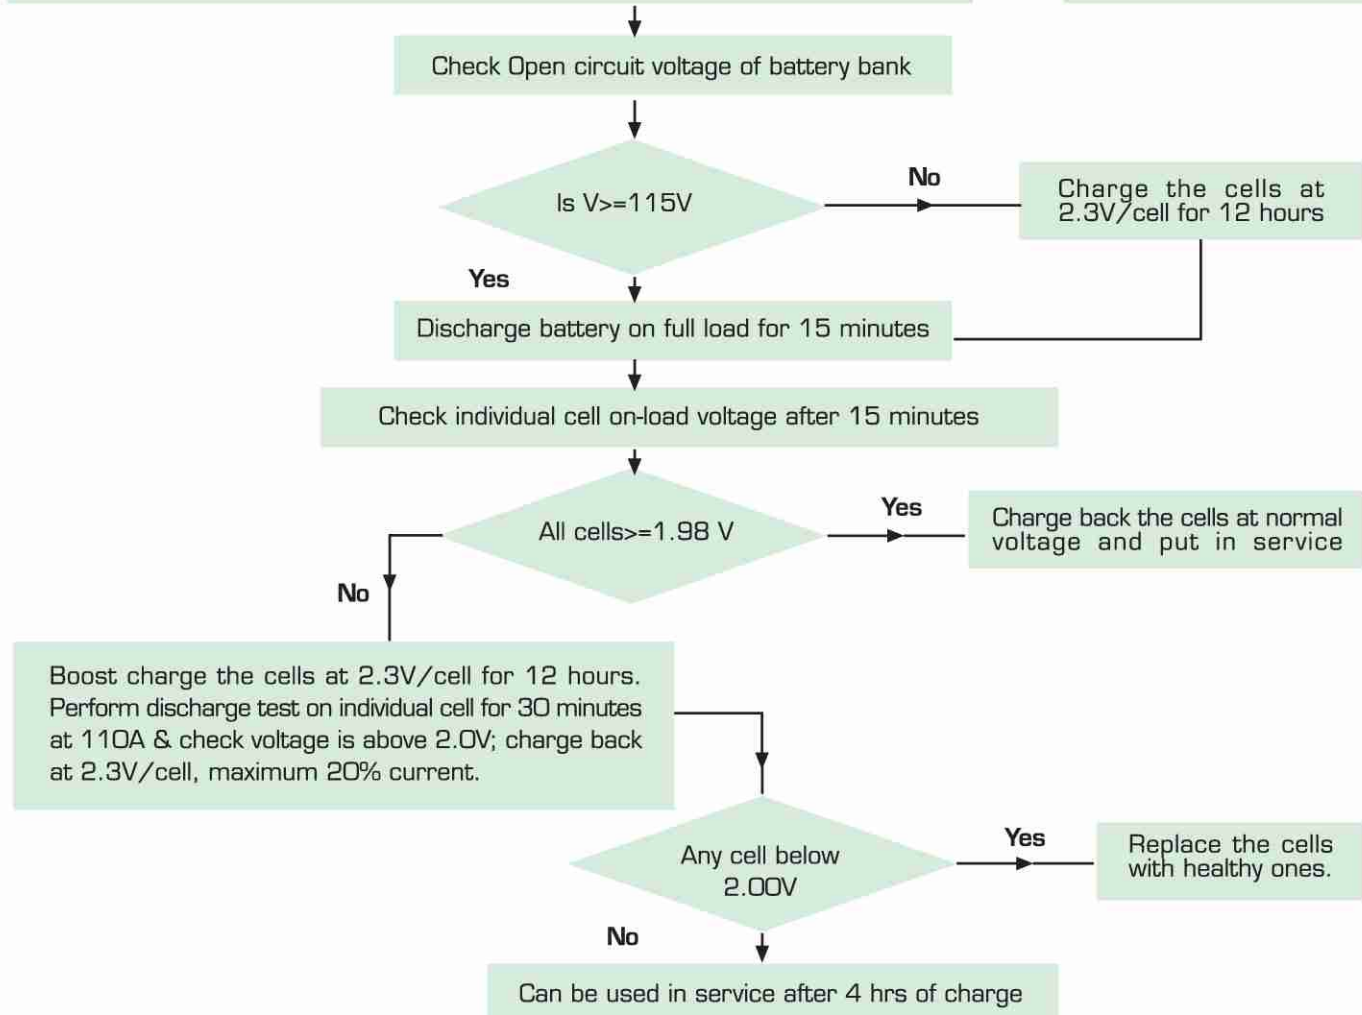 Check Open circuit voltage of battery bank
Is V>=115V
No
Charge the cells at
2.3V/cell for 12 hours
Yes
Discharge battery on full load for 15 minutes
Check individual cell on-load voltage after 15 minutes
All cells>=1.98 V
Yes
Charge back the cells at normal
voltage and put in service
No
Boost charge the cells at 2.3V/cell for 12 hours.
Perform discharge test on individual cell for 30 minutes
at 110A & check voltage is above 2.0V; charge back
at 2.3V/cell, maximum 20% current.
Any cell below
2.00V
Yes
Replace the cells
with healthy ones.
No
Can be used in service after 4 hrs of charge